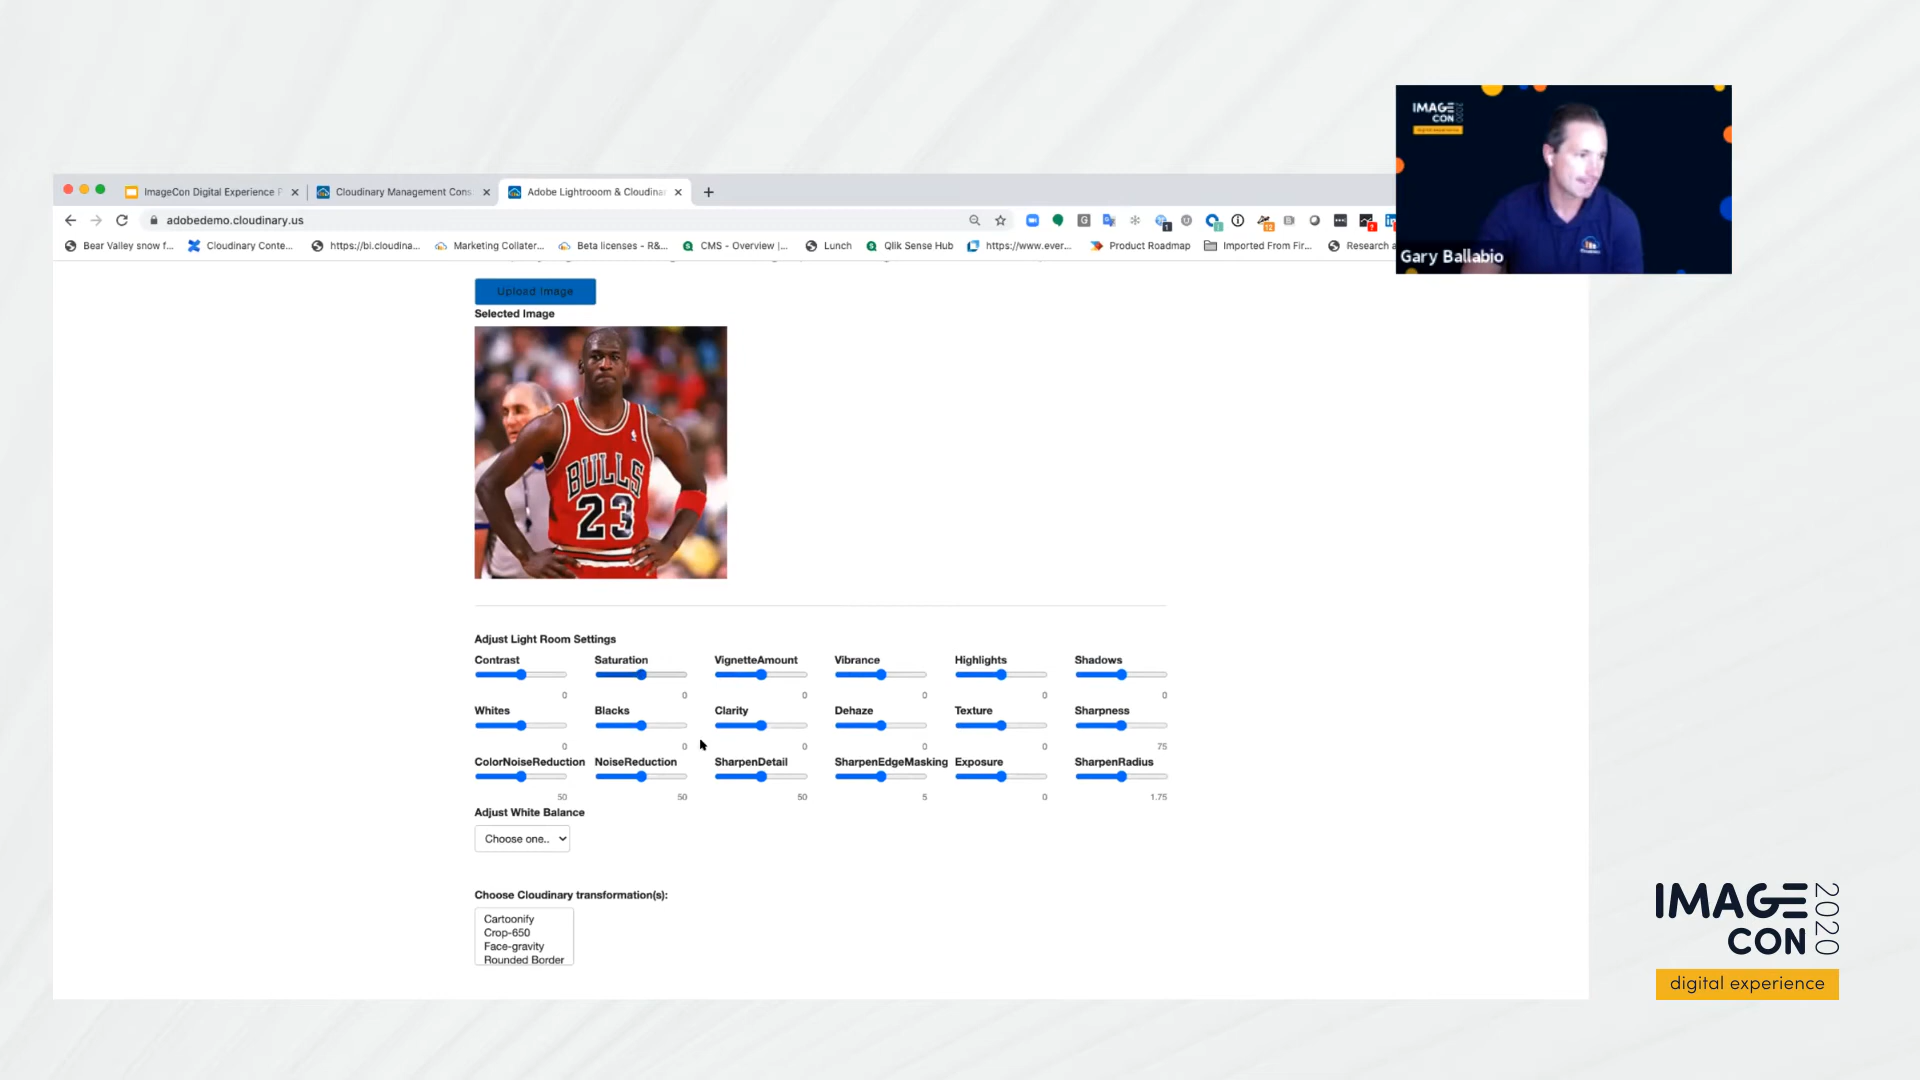 IMAGE
CON
2020
digital experience
Gary Ballabio
ImageCon Digital Experience P
Cloudinary Management Cons
Adobe Lightrooom & Cloudinar
adobedemo.cloudinary.us
Bear Valley snow f...
Cloudinary Conte...
https://bi.cloudina...
Marketing Collater...
Beta licenses - R&...
CMS - Overview |...
Lunch
Qlik Sense Hub
https://www.ever...
Product Roadmap
Imported From Fir...
Research a
Upload Image
Selected Image
BULLS
23
Adjust Light Room Settings
Contrast Saturation VignetteAmount Vibrance Highlights Shadows
0 0 0 0 0 0
Whites Blacks Clarity Dehaze Texture Sharpness
0 0 0 0 0 75
ColorNoiseReduction NoiseReduction SharpenDetail SharpenEdgeMasking Exposure SharpenRadius
50 50 50 5 0 1.75
Adjust White Balance
Choose one..
Choose Cloudinary transformation(s):
Cartoonify
Crop-650
Face-gravity
Rounded Border
IMAGE
CON
2020
digital experience